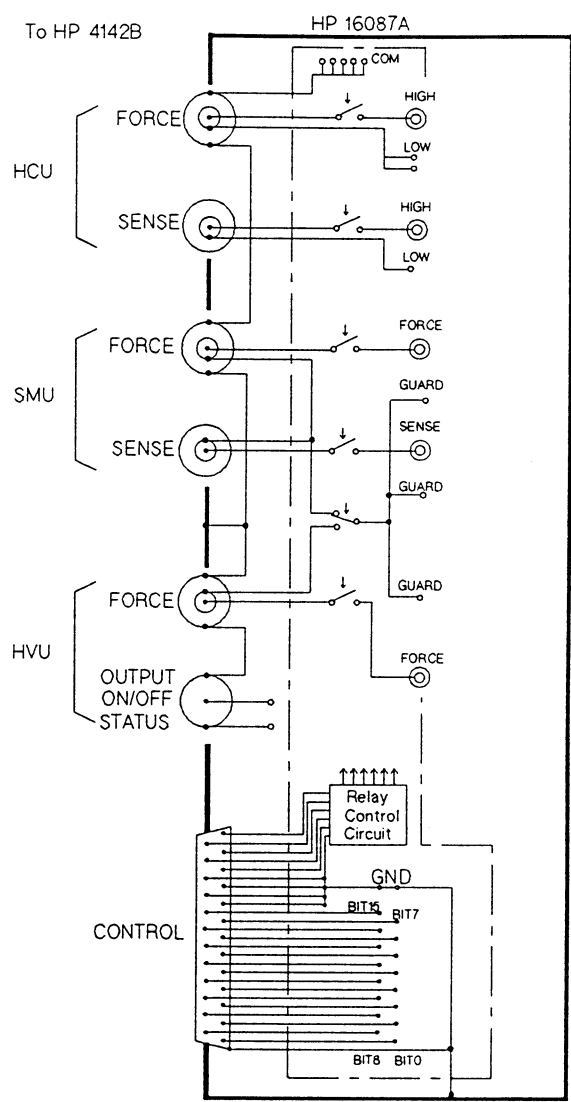 To HP 4142B
HP 16087A
COM
FORCE
HIGH
LOW
HCU
SENSE
HIGH
LOW
FORCE
FORCE
SMU
GUARD
SENSE
SENSE
GUARD
FORCE
GUARD
HVU
OUTPUT
ON/OFF
STATUS
FORCE
Relay
Control
Circuit
GND
BIT15
BIT7
CONTROL
BIT8
BIT0